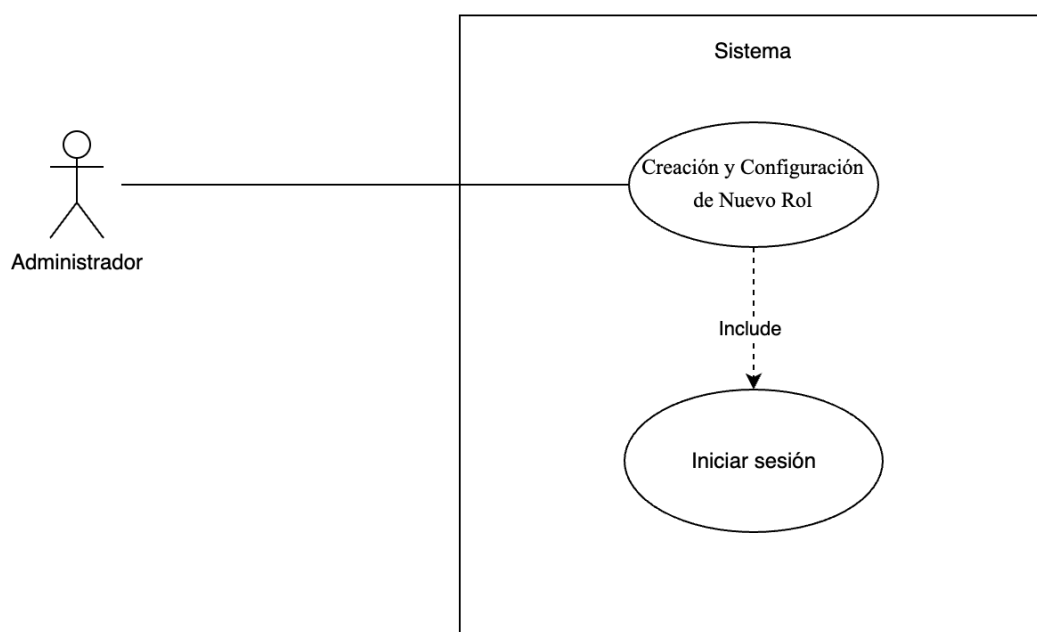 Sistema
Creación y Configuración
de Nuevo Rol
Administrador
Include
Iniciar sesión